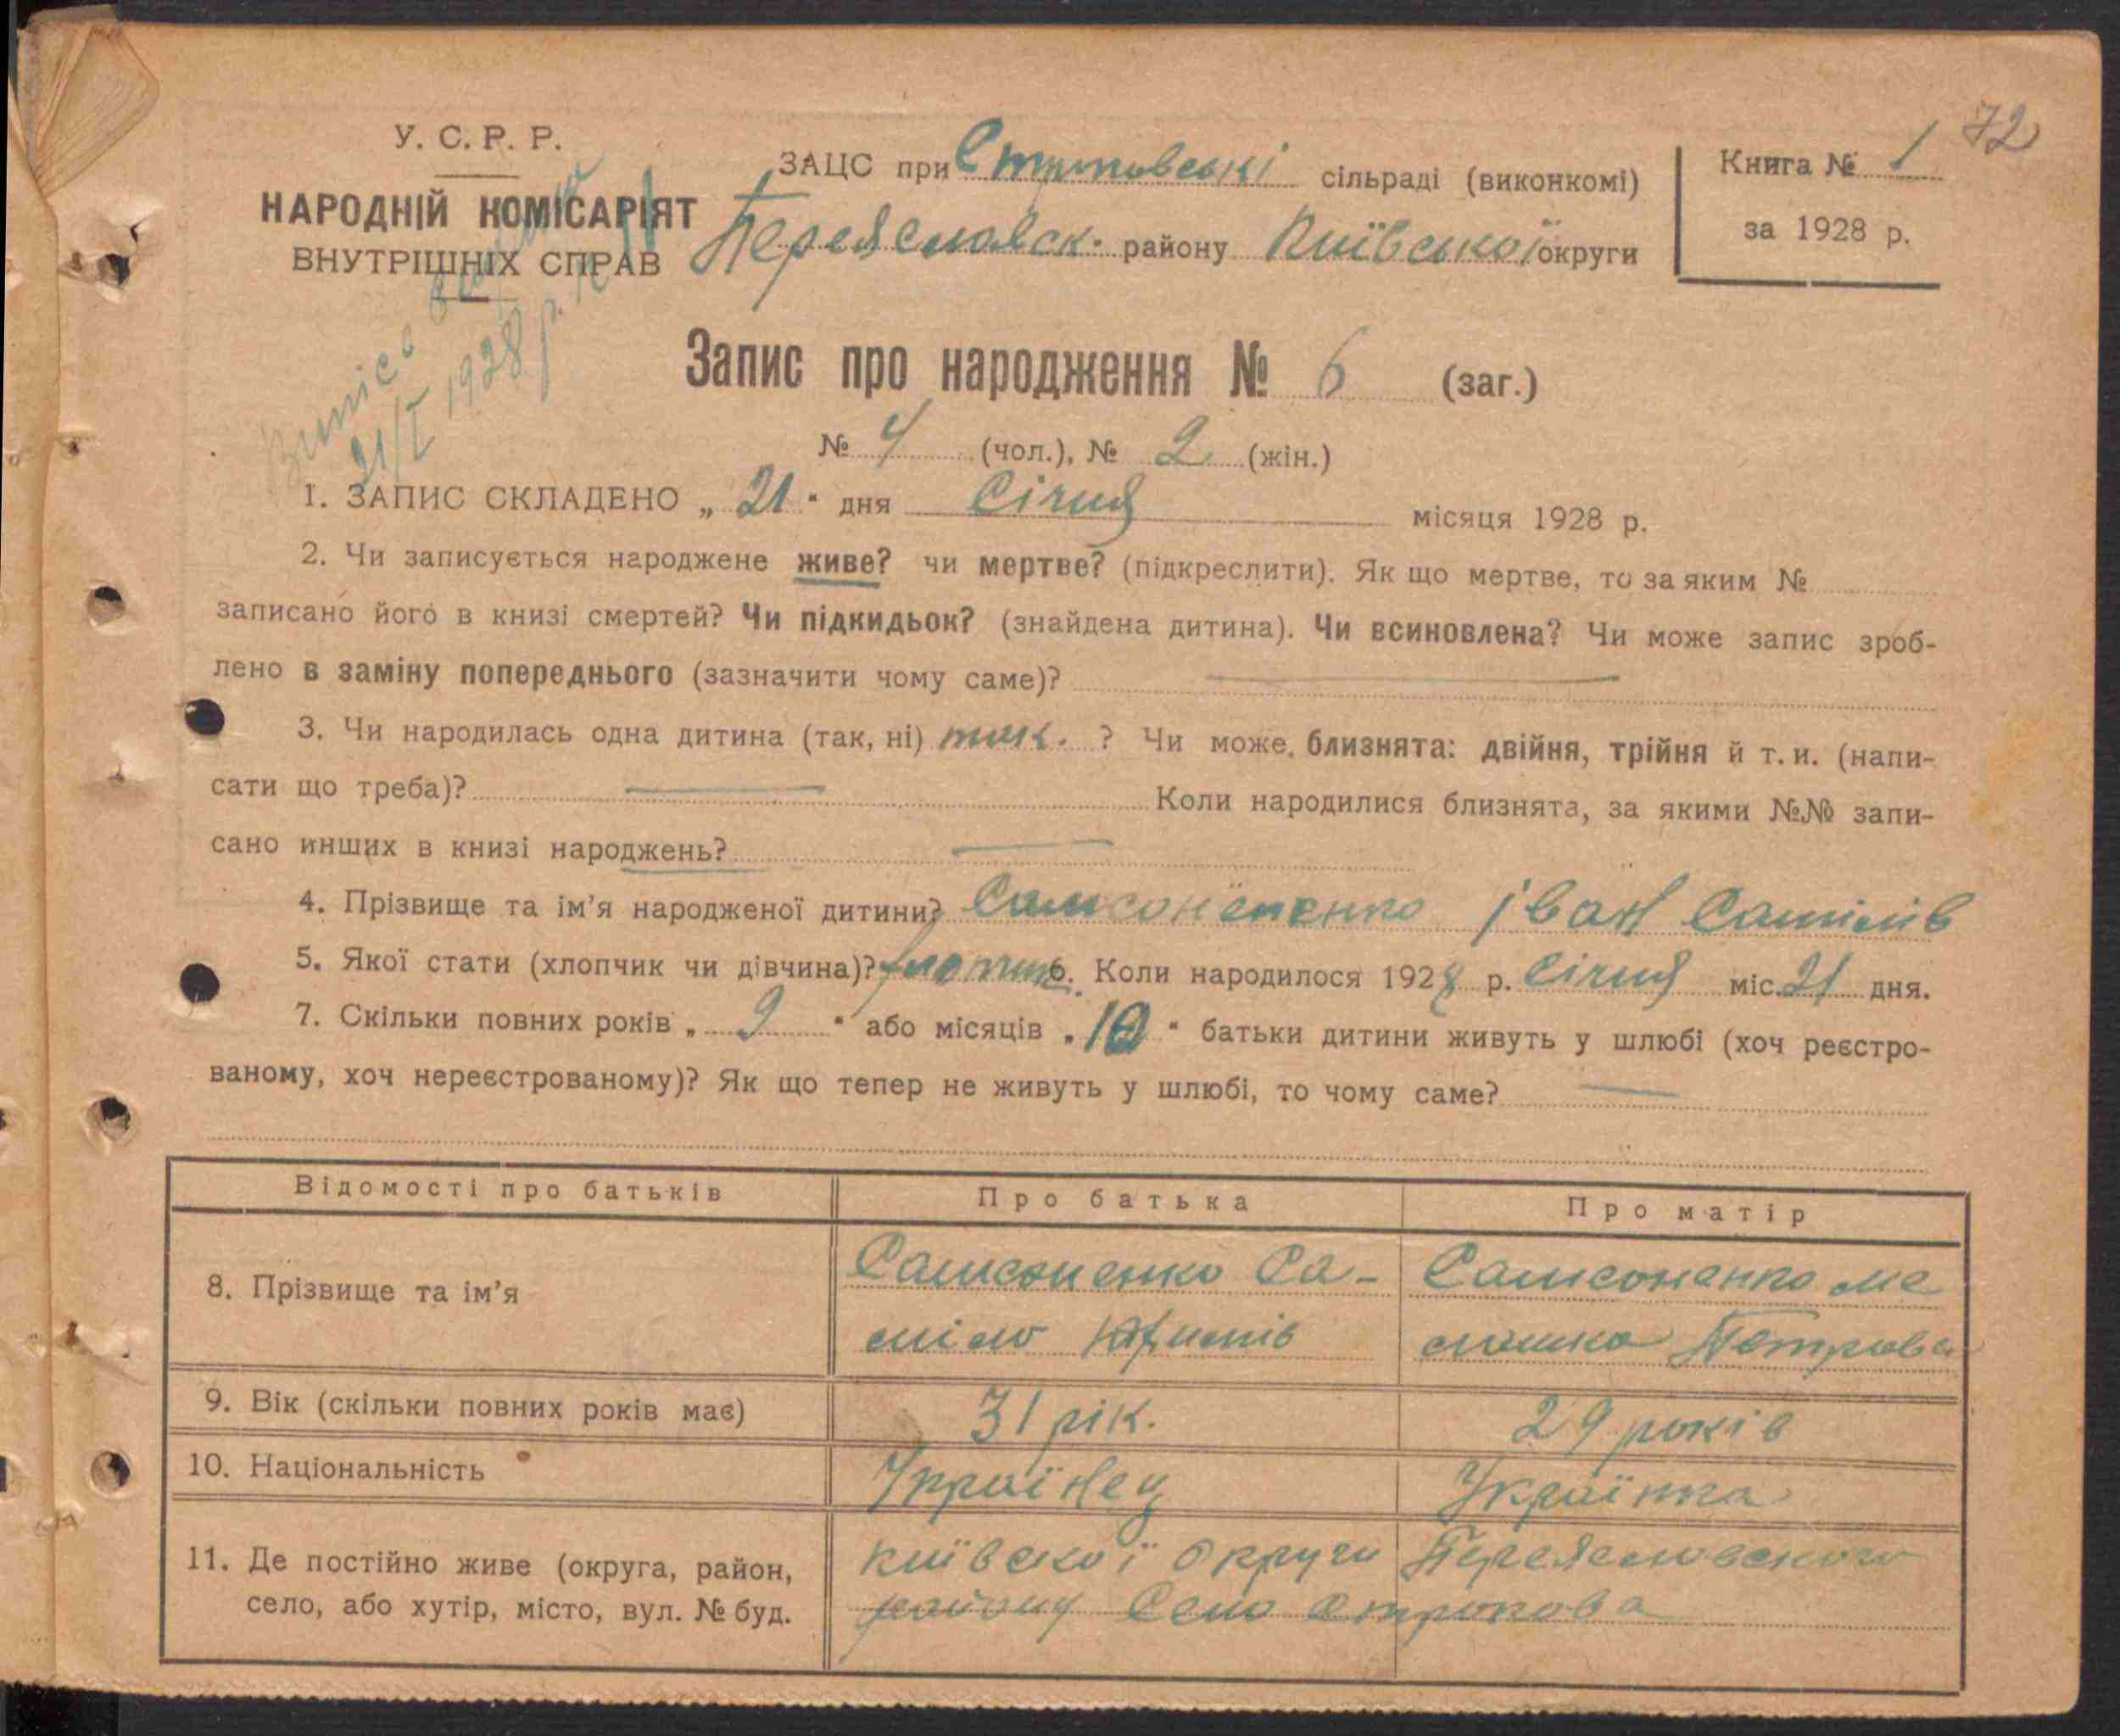 72
У. С. Р. Р.
НАРОДНІЙ КОМІСАРІЯТ
ВНУТРІШНІХ СПРАВ
ЗАЦС при сільраді (виконкомі)
Переяславск. району Київської округи
Книга № 1
за 1928 р.
21/I 1928 р.
Запис про народження № 6 (заг.)
№ 4 (чол.), № 2 (жін.)
1. ЗАПИС СКЛАДЕНО „ 21 “ дня Січня місяця 1928 р.
2. Чи записується народжене живе? чи мертве? (підкреслити). Як що мертве, то за яким №
записано його в книзі смертей? Чи підкидьок? (знайдена дитина). Чи всиновлена? Чи може запис зроб-
лено в заміну попереднього (зазначити чому саме)?
3. Чи народилась одна дитина (так, ні) так. ? Чи може, близнята: двійня, трійня й т. и. (напи-
сати що треба)? Коли народилися близнята, за якими №№ запи-
сано инших в книзі народжень?
4. Прізвище та ім’я народженої дитини? Іван Самійлів
5. Якої стати (хлопчик чи дівчина)? Коли народилося 1928 р. Січня міс. 21 дня.
7. Скільки повних років „ 9 “ або місяців „ 10 “ батьки дитини живуть у шлюбі (хоч реєстро-
ваному, хоч нереєстрованому)? Як що тепер не живуть у шлюбі, то чому саме?
Відомості про батьків Про батька Про матір
8. Прізвище та ім’я Самсоненко Са- Самсоненко Ме
Петрова
9. Вік (скільки повних років має) 31 рік. 29 років
10. Національність Українец Українка
11. Де постійно живе (округа, район, Київської Округи Переяславського
село, або хутір, місто, вул. № буд. району Село Строкова